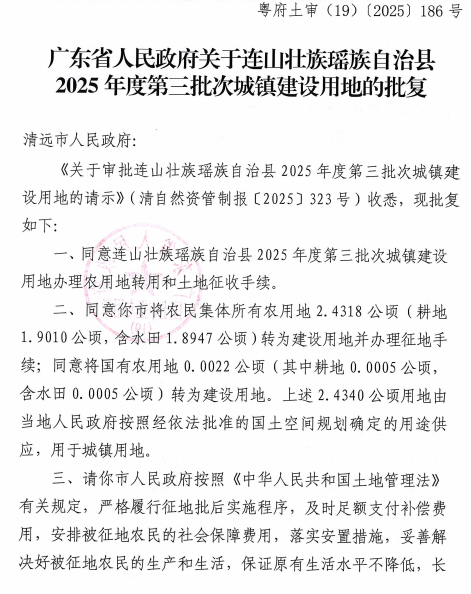 粤府土审（19）〔2025〕186号
广东省人民政府关于连山壮族瑶族自治县
2025年度第三批次城镇建设用地的批复
清远市人民政府：
《关于审批连山壮族瑶族自治县2025年度第三批次城镇建
设用地的请示》（清自然资管制报〔2025〕323号）收悉，现批复
如下：
一、同意连山壮族瑶族自治县2025年度第三批次城镇建设
用地办理农用地转用和土地征收手续。
二、同意你市将农民集体所有农用地2.4318公顷（耕地
1.9010公顷，含水田1.8947公顷）转为建设用地并办理征地手
续；同意将国有农用地0.0022公顷（其中耕地0.0005公顷，
含水田0.0005公顷）转为建设用地。上述2.4340公顷用地由
当地人民政府按照经依法批准的国土空间规划确定的用途供
应，用于城镇用地。
三、请你市人民政府按照《中华人民共和国土地管理法》
有关规定，严格履行征地批后实施程序，及时足额支付补偿费
用，安排被征地农民的社会保障费用，落实安置措施，妥善解
决好被征地农民的生产和生活，保证原有生活水平不降低，长